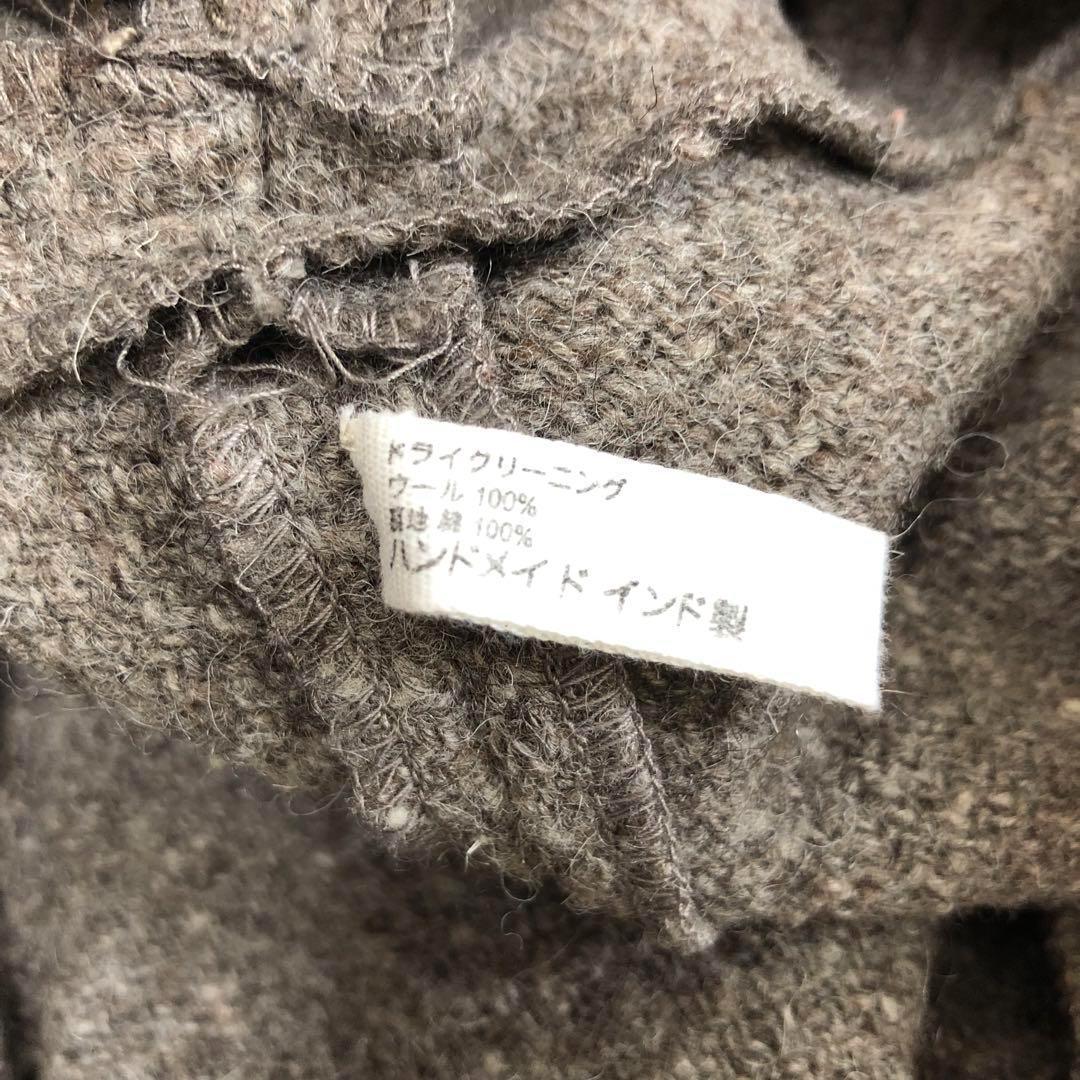 ドライクリーニング
ウール 100%
地 綿 100%
ハンドメイド インド製